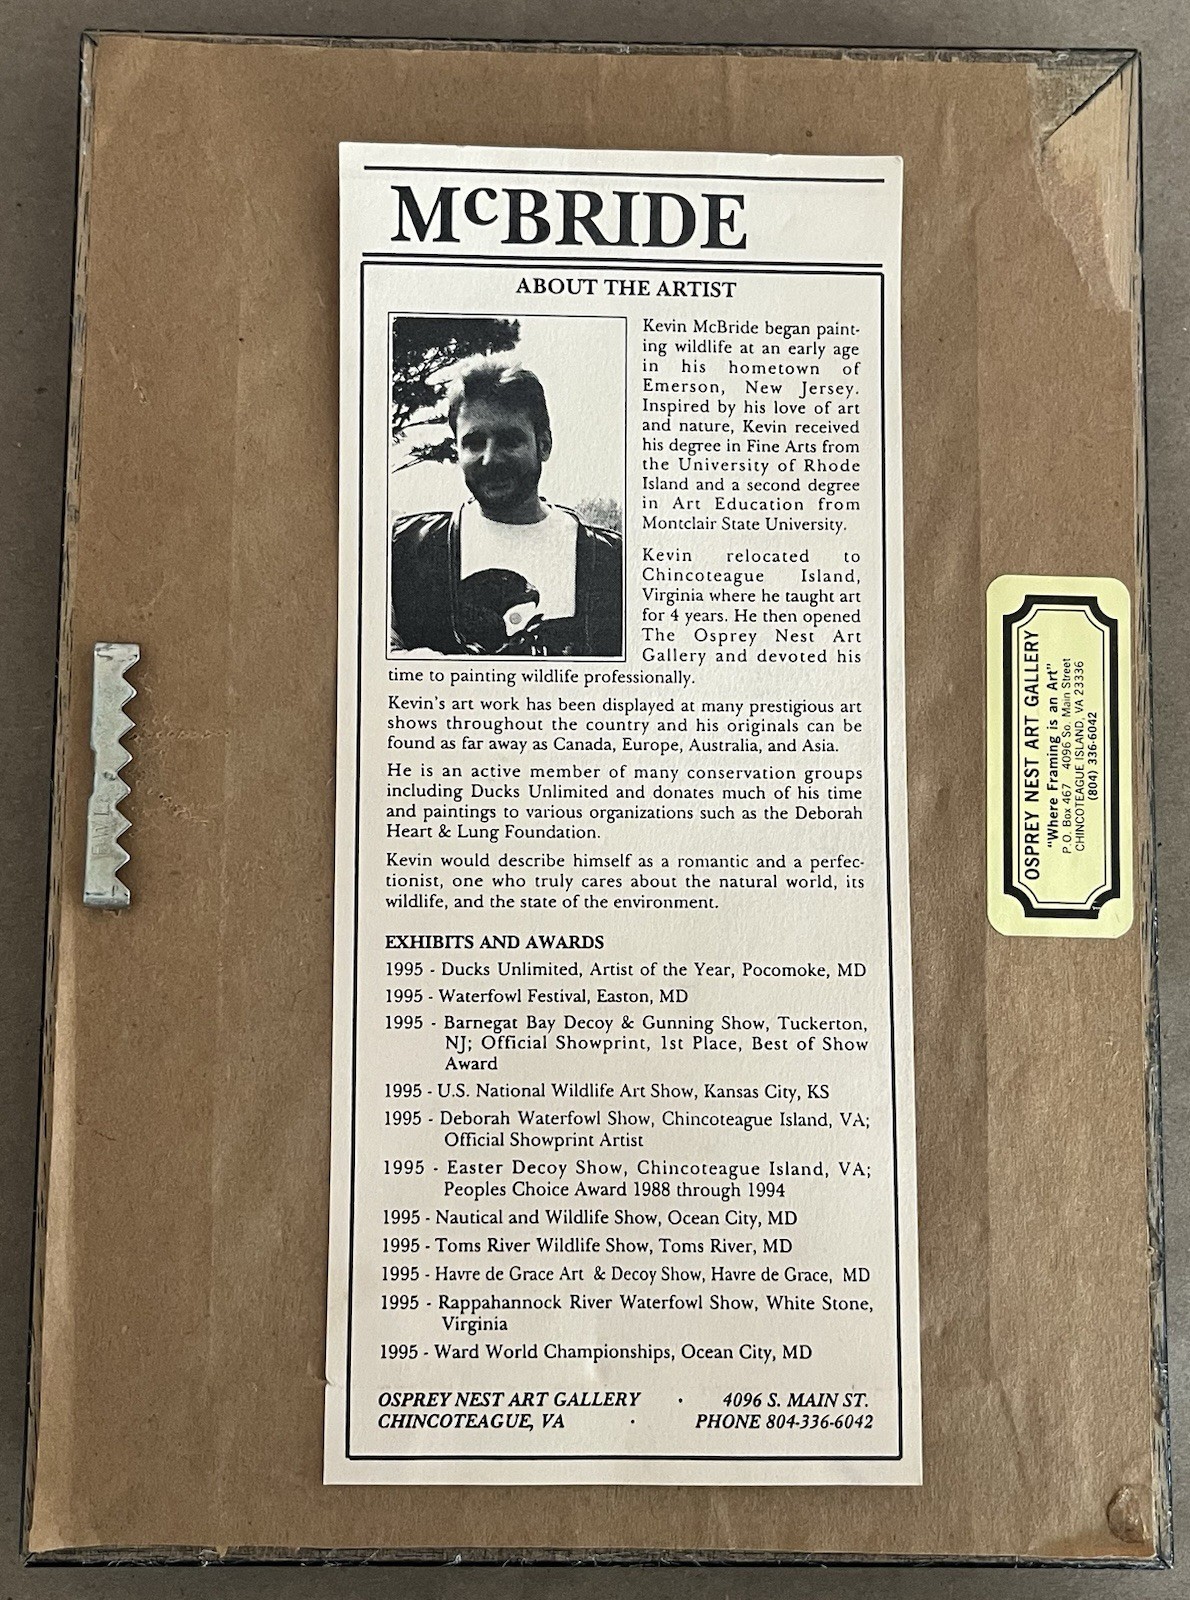 McBRIDE
ABOUT THE ARTIST
Kevin McBride began paint-
ing wildlife at an early age
in his hometown of
Emerson, New Jersey.
Inspired by his love of art
and nature, Kevin received
his degree in Fine Arts from
the University of Rhode
Island and a second degree
in Art Education from
Montclair State University.
Kevin relocated to
Chincoteague Island,
Virginia where he taught art
for 4 years. He then opened
The Osprey Nest Art
Gallery and devoted his
time to painting wildlife professionally.
Kevin's art work has been displayed at many prestigious art
shows throughout the country and his originals can be
found as far away as Canada, Europe, Australia, and Asia.
He is an active member of many conservation groups
including Ducks Unlimited and donates much of his time
and paintings to various organizations such as the Deborah
Heart & Lung Foundation.
Kevin would describe himself as a romantic and a perfec-
tionist, one who truly cares about the natural world, its
wildlife, and the state of the environment.
EXHIBITS AND AWARDS
1995 - Ducks Unlimited, Artist of the Year, Pocomoke, MD
1995 - Waterfowl Festival, Easton, MD
1995 - Barnegat Bay Decoy & Gunning Show, Tuckerton,
NJ; Official Showprint, 1st Place, Best of Show
Award
1995 - U.S. National Wildlife Art Show, Kansas City, KS
1995 - Deborah Waterfowl Show, Chincoteague Island, VA;
Official Showprint Artist
1995 - Easter Decoy Show, Chincoteague Island, VA;
Peoples Choice Award 1988 through 1994
1995 - Nautical and Wildlife Show, Ocean City, MD
1995 - Toms River Wildlife Show, Toms River, MD
1995 - Havre de Grace Art & Decoy Show, Havre de Grace, MD
1995 - Rappahannock River Waterfowl Show, White Stone,
Virginia
1995 - Ward World Championships, Ocean City, MD
OSPREY NEST ART GALLERY · 4096 S. MAIN ST.
CHINCOTEAGUE, VA · PHONE 804-336-6042
OSPREY NEST ART GALLERY
"Where Framing is an Art"
P.O. Box 467 4096 So. Main Street
CHINCOTEAGUE ISLAND, VA 23336
(804) 336-6042